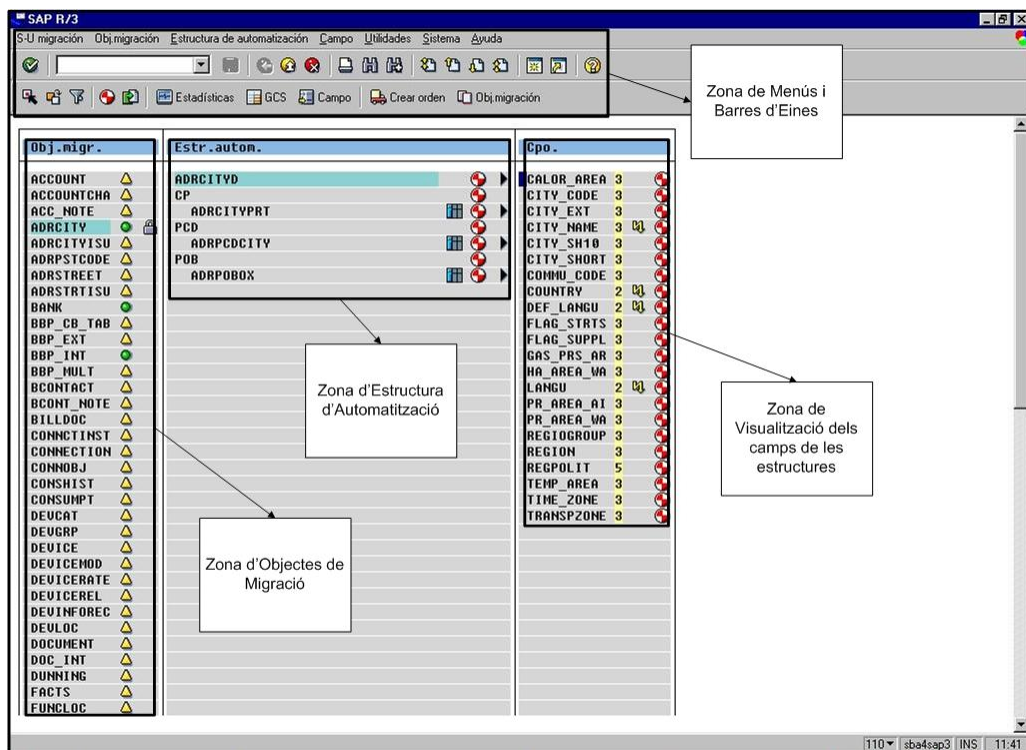 SAP R/3
S-U migración Obj.migración Estructura de automatización Campo Utilidades Sistema Ayuda
Estadísticas GCS Campo Crear orden Obj.migración
Zona de Menús i
Barres d'Eines
Obj.migr.
ACCOUNT
ACCOUNTCHA
ACC_NOTE
ADRCITY
ADRCITYISU
ADRPSTCODE
ADRSTREET
ADRSTRTISU
BANK
BBP_CB_TAB
BBP_EXT
BBP_INT
BBP_MULT
BCONTACT
BCONT_NOTE
BILLDOC
CONNCTINST
CONNECTION
CONNOBJ
CONSHIST
CONSUMPT
DEVCAT
DEVGRP
DEVICE
DEVICEMOD
DEVICERATE
DEVICEREL
DEVINFOREC
DEVLOC
DOCUMENT
DOC_INT
DUNNING
FACTS
FUNCLOC
Estr.autom.
ADRCITYD
CP
ADRCITYPRT
PCD
ADRPCDCITY
POB
ADRPOBOX
Cpo.
CALOR_AREA 3
CITY_CODE 3
CITY_EXT 3
CITY_NAME 3
CITY_SH10 3
CITY_SHORT 3
COMMU_CODE 3
COUNTRY 2
DEF_LANGU 2
FLAG_STRTS 3
FLAG_SUPPL 3
GAS_PRS_AR 3
HA_AREA_WA 3
LANGU 2
PR_AREA_AI 3
PR_AREA_WA 3
REGIOGROUP 3
REGION 3
REGPOLIT 5
TEMP_AREA 3
TIME_ZONE 3
TRANSPZONE 3
Zona d'Estructura
d'Automatització
Zona de
Visualització dels
camps de les
estructures
Zona d'Objectes de
Migració
110 sba4sap3 INS 11:41